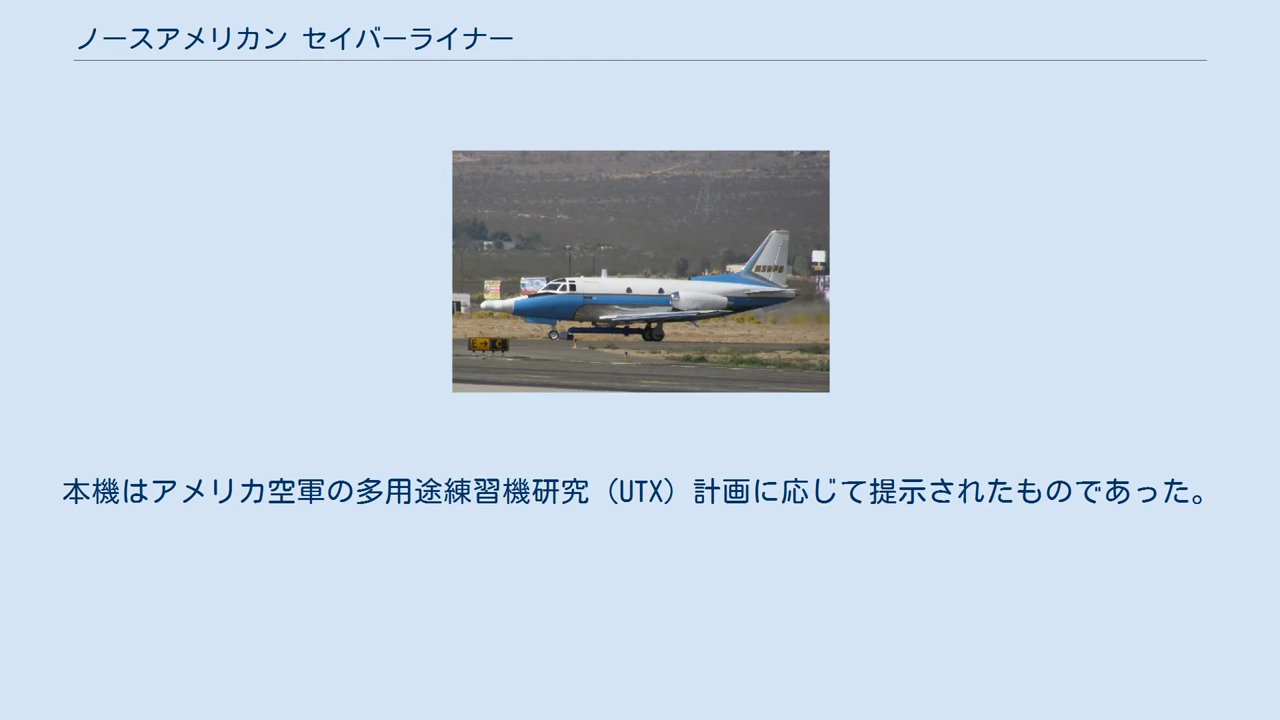 ノースアメリカン セイバーライナー
本機はアメリカ空軍の多用途練習機研究（UTX）計画に応じて提示されたものであった。